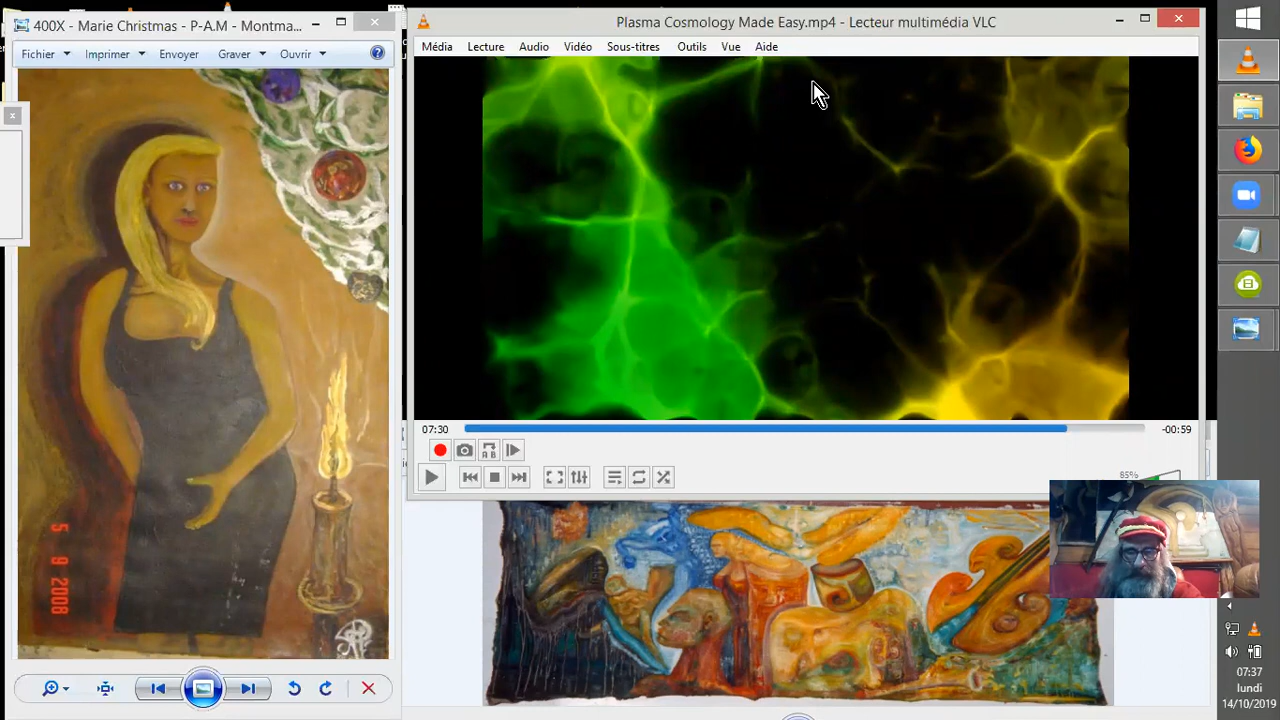 400X - Marie Christmas - P-A.M - Montma...
Fichier
Imprimer
Envoyer
Graver
Ouvrir
5 9 2008
Plasma Cosmology Made Easy.mp4 - Lecteur multimédia VLC
Média Lecture Audio Vidéo Sous-titres Outils Vue Aide
07:30
-00:59
85%
07:37
lundi
14/10/2019